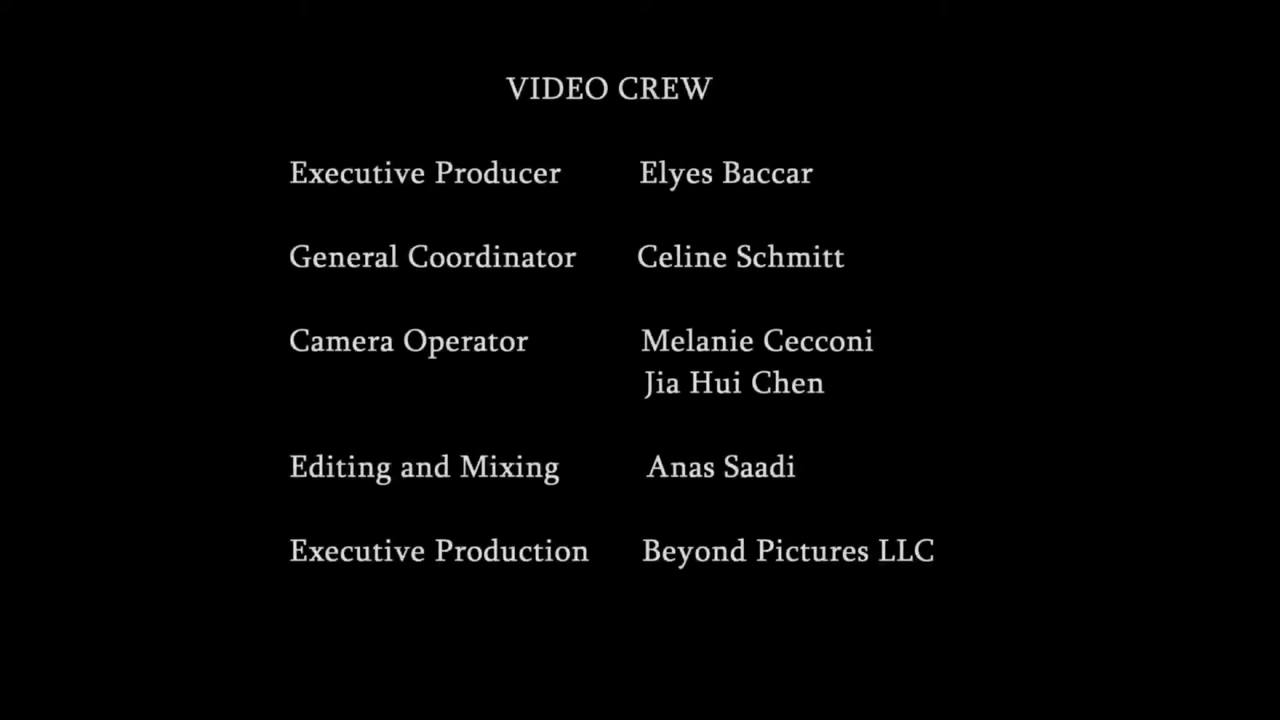 VIDEO CREW
Executive Producer Elyes Baccar
General Coordinator Celine Schmitt
Camera Operator Melanie Cecconi
Jia Hui Chen
Editing and Mixing Anas Saadi
Executive Production Beyond Pictures LLC